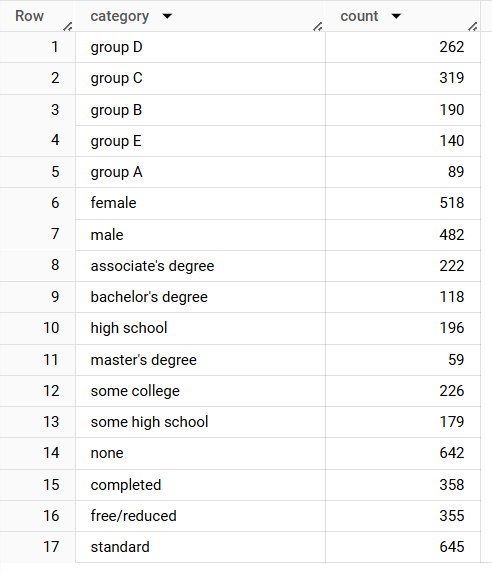 Row category count
1 group D 262
2 group C 319
3 group B 190
4 group E 140
5 group A 89
6 female 518
7 male 482
8 associate's degree 222
9 bachelor's degree 118
10 high school 196
11 master's degree 59
12 some college 226
13 some high school 179
14 none 642
15 completed 358
16 free/reduced 355
17 standard 645